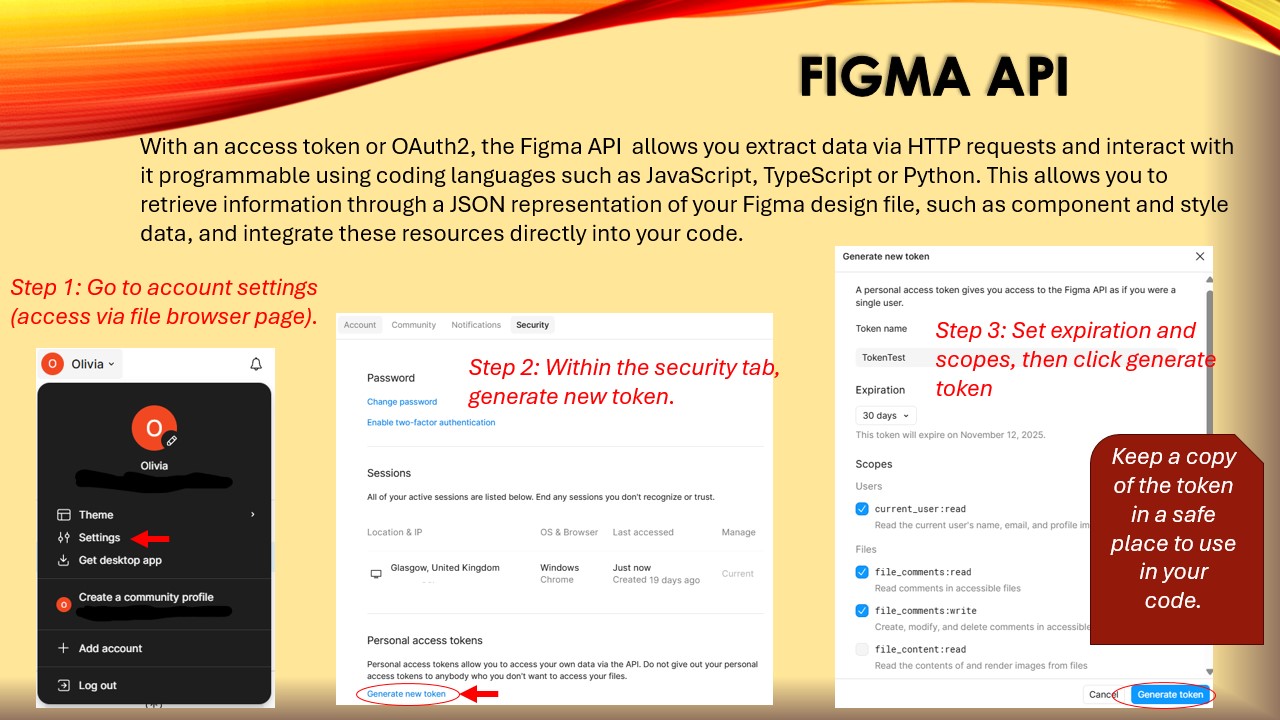 FIGMA API
With an access token or OAuth2, the Figma API  allows you extract data via HTTP requests and interact with
it programmable using coding languages such as JavaScript, TypeScript or Python. This allows you to
retrieve information through a JSON representation of your Figma design file, such as component and style
data, and integrate these resources directly into your code.
Step 1: Go to account settings
(access via file browser page).
O Olivia
O
Olivia
Theme
Settings
Get desktop app
O Create a community profile
Add account
Log out
Account Community Notifications Security
Step 2: Within the security tab,
generate new token.
Password
Change password
Enable two-factor authentication
Sessions
All of your active sessions are listed below. End any sessions you don't recognize or trust.
Location & IP OS & Browser Last accessed Manage
Glasgow, United Kingdom Windows Just now
Chrome Created 19 days ago Current
Personal access tokens
Personal access tokens allow you to access your own data via the API. Do not give out your personal
access tokens to anybody who you don't want to access your files.
Generate new token
Generate new token
A personal access token gives you access to the Figma API as if you were a
single user.
Token name
TokenTest
Step 3: Set expiration and
scopes, then click generate
token
Expiration
30 days
This token will expire on November 12, 2025.
Scopes
Users
current_user:read
Read the current user's name, email, and profile im
Files
file_comments:read
Read comments in accessible files
file_comments:write
Create, modify, and delete comments in accessible
file_content:read
Read the contents of and render images from files
Cancel Generate token
Keep a copy
of the token
in a safe
place to use
in your
code.